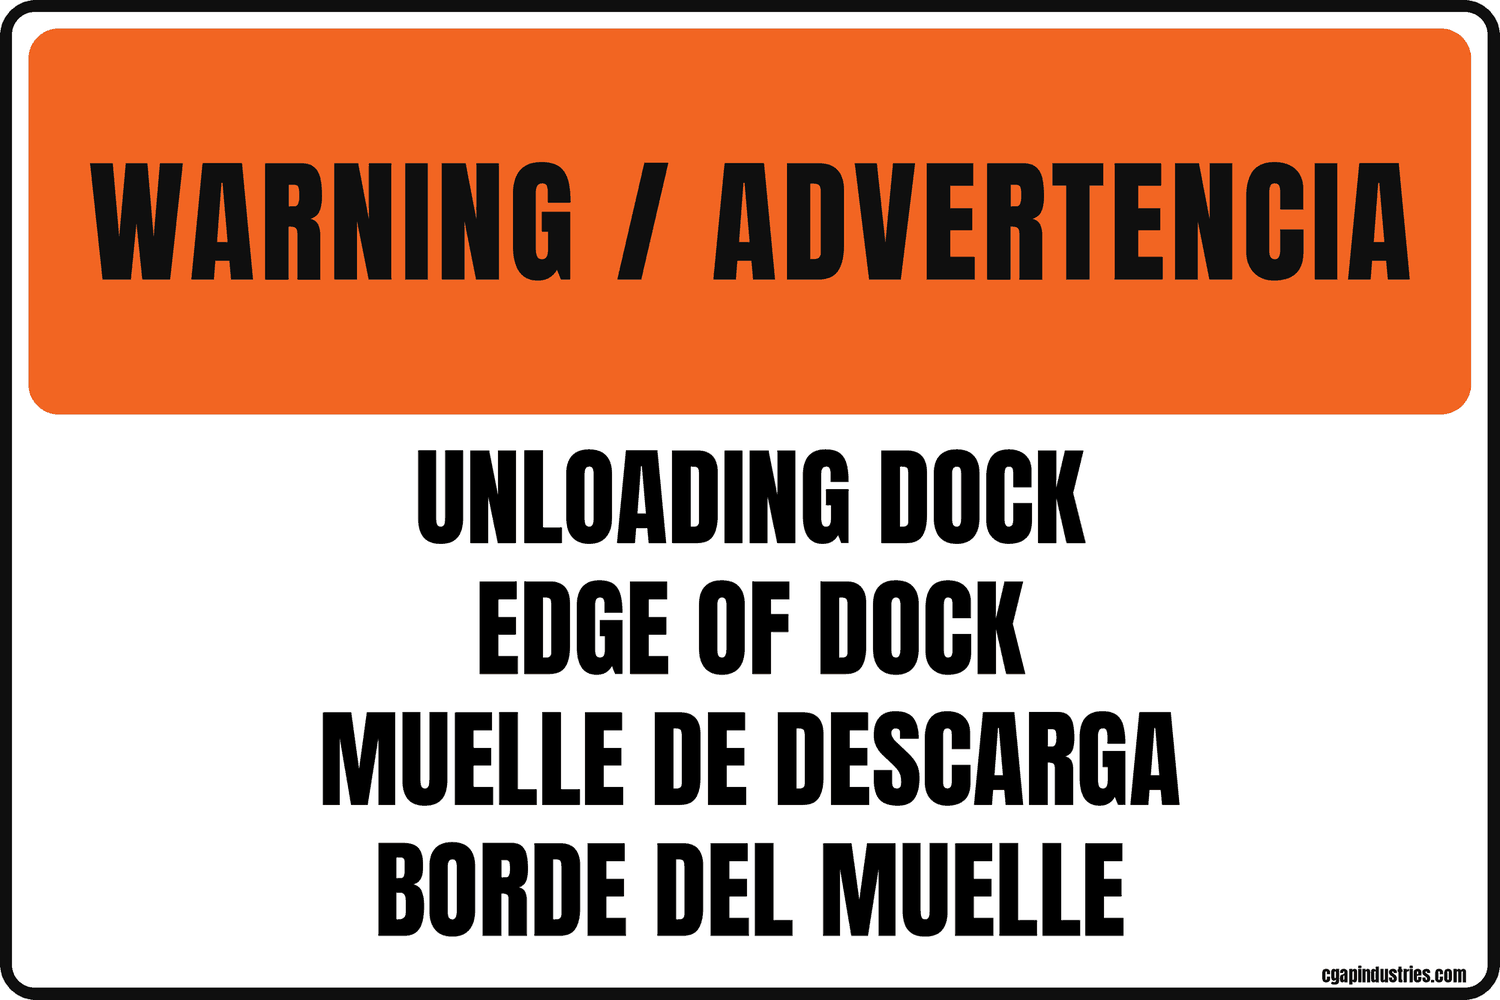 WARNING / ADVERTENCIA
UNLOADING DOCK
EDGE OF DOCK
MUELLE DE DESCARGA
BORDE DEL MUELLE
cgapindustries.com